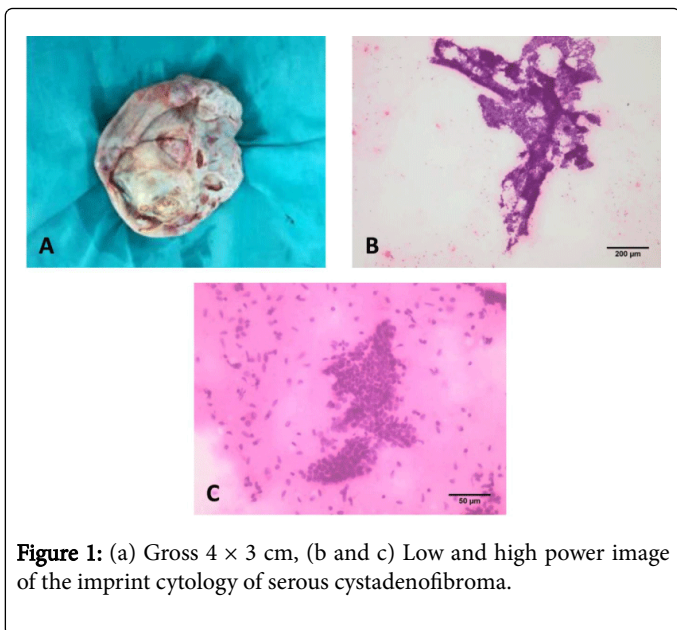 A
B
200 µm
C
50 µm
Figure 1: (a) Gross 4 × 3 cm, (b and c) Low and high power image
of the imprint cytology of serous cystadenofibroma.